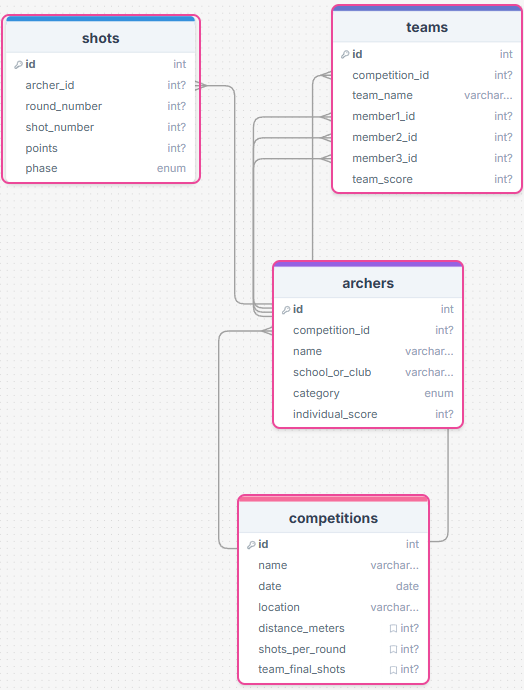 shots
id int
archer_id int?
round_number int?
shot_number int?
points int?
phase enum
teams
id int
competition_id int?
team_name varchar...
member1_id int?
member2_id int?
member3_id int?
team_score int?
archers
id int
competition_id int?
name varchar...
school_or_club varchar...
category enum
individual_score int?
competitions
id int
name varchar...
date date
location varchar...
distance_meters int?
shots_per_round int?
team_final_shots int?